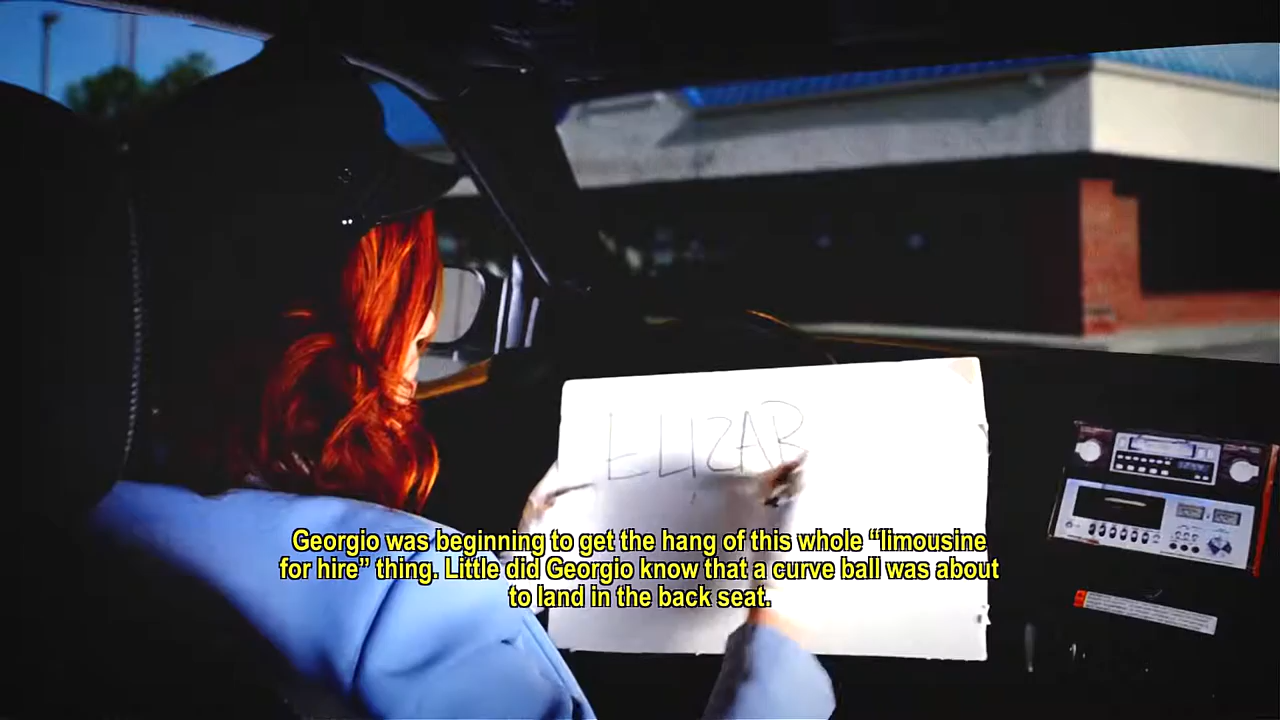 ELIZAB
Georgio was beginning to get the hang of this whole “limousine
for hire” thing. Little did Georgio know that a curve ball was about
to land in the back seat.